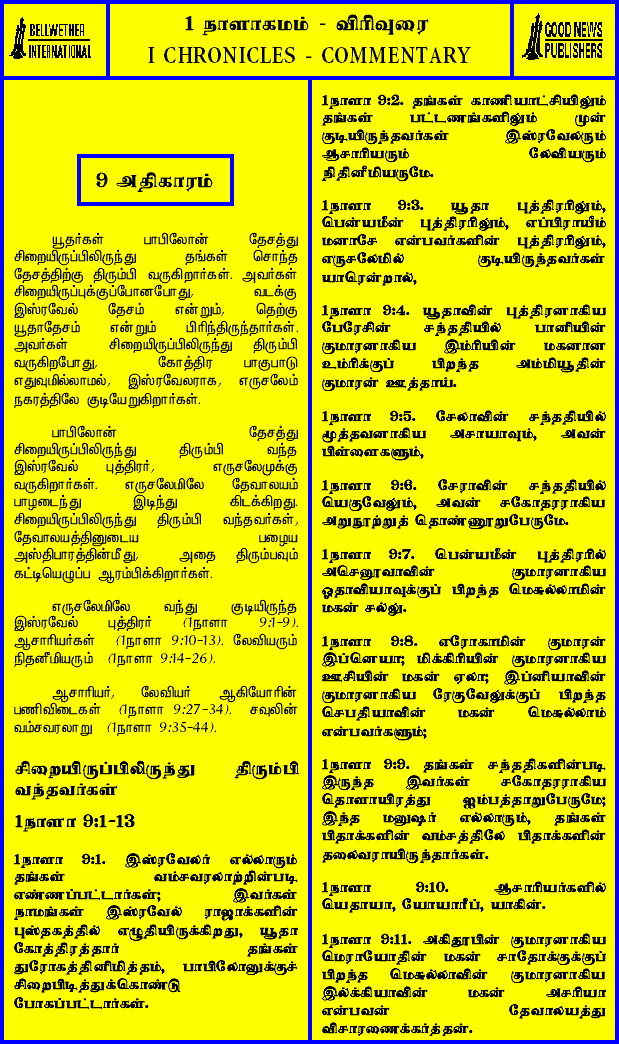 BELLWETHER
INTERNATIONAL
1 நாளாகமம் - விரிவுரை
I CHRONICLES - COMMENTARY
GOOD NEWS
PUBLISHERS
9 அதிகாரம்
யூதர்கள் பாபிலோன் தேசத்து
சிறையிருப்பிலிருந்து தங்கள் சொந்த
தேசத்திற்கு திரும்பி வருகிறார்கள். அவர்கள்
சிறையிருப்புக்குப்போனபோது, வடக்கு
இஸ்ரவேல் தேசம் என்றும், தெற்கு
யூதாதேசம் என்றும் பிரிந்திருந்தார்கள்.
அவர்கள் சிறையிருப்பிலிருந்து திரும்பி
வருகிறபோது, கோத்திர பாகுபாடு
எதுவுமில்லாமல், இஸ்ரவேலராக, எருசலேம்
நகரத்திலே குடியேறுகிறார்கள்.
பாபிலோன் தேசத்து
சிறையிருப்பிலிருந்து திரும்பி வந்த
இஸ்ரவேல் புத்திரர், எருசலேமுக்கு
வருகிறார்கள். எருசலேமிலே தேவாலயம்
பாழடைந்து இடிந்து கிடக்கிறது.
சிறையிருப்பிலிருந்து திரும்பி வந்தவர்கள்,
தேவாலயத்தினுடைய பழைய
அஸ்திபாரத்தின்மீது, அதை திரும்பவும்
கட்டியெழுப்ப ஆரம்பிக்கிறார்கள்.
எருசலேமிலே வந்து குடியிருந்த
இஸ்ரவேல் புத்திரர் (1நாளா 9:1-9).
ஆசாரியர்கள் (1நாளா 9:10-13). லேவியரும்
நிதனீமியரும் (1நாளா 9:14-26).
ஆசாரியர், லேவியர் ஆகியோரின்
பணிவிடைகள் (1நாளா 9:27-34). சவுலின்
வம்சவரலாறு (1நாளா 9:35-44).
சிறையிருப்பிலிருந்து திரும்பி
வந்தவர்கள்
1நாளா 9:1-13
1நாளா 9:1. இஸ்ரவேலர் எல்லாரும்
தங்கள் வம்சவரலாற்றின்படி
எண்ணப்பட்டார்கள்; இவர்கள்
நாமங்கள் இஸ்ரவேல் ராஜாக்களின்
புஸ்தகத்தில் எழுதியிருக்கிறது, யூதா
கோத்திரத்தார் தங்கள்
துரோகத்தினிமித்தம், பாபிலோனுக்குச்
சிறைபிடித்துக்கொண்டு
போகப்பட்டார்கள்.
1நாளா 9:2. தங்கள் காணியாட்சியிலும்
தங்கள் பட்டணங்களிலும் முன்
குடியிருந்தவர்கள் இஸ்ரவேலரும்
ஆசாரியரும் லேவியரும்
நிதினீமியருமே.
1நாளா 9:3. யூதா புத்திரரிலும்,
பென்யமீன் புத்திரரிலும், எப்பிராயீம்
மனாசே என்பவர்களின் புத்திரரிலும்,
எருசலேமில் குடியிருந்தவர்கள்
யாரென்றால்,
1நாளா 9:4. யூதாவின் புத்திரனாகிய
பேரேசின் சந்ததியில் பானியின்
குமாரனாகிய இம்ரியின் மகனான
உம்ரிக்குப் பிறந்த அம்மியூதின்
குமாரன் ஊத்தாய்.
1நாளா 9:5. சேலாவின் சந்ததியில்
மூத்தவனாகிய அசாயாவும், அவன்
பிள்ளைகளும்,
1நாளா 9:6. சேராவின் சந்ததியில்
யெகுவேலும், அவன் சகோதரராகிய
அறுநூற்றுத் தொண்ணூறுபேருமே.
1நாளா 9:7. பென்யமீன் புத்திரரில்
அசெனூவாவின் குமாரனாகிய
ஓதாவியாவுக்குப் பிறந்த மெசுல்லாமின்
மகன் சல்லு.
1நாளா 9:8. எரோகாமின் குமாரன்
இப்னெயா; மிக்கிரியின் குமாரனாகிய
ஊசியின் மகன் ஏலா; இப்னியாவின்
குமாரனாகிய ரேகுவேலுக்குப் பிறந்த
செபதியாவின் மகன் மெசுல்லாம்
என்பவர்களும்;
1நாளா 9:9. தங்கள் சந்ததிகளின்படி
இருந்த இவர்கள் சகோதரராகிய
தொளாயிரத்து ஐம்பத்தாறுபேருமே;
இந்த மனுஷர் எல்லாரும், தங்கள்
பிதாக்களின் வம்சத்திலே பிதாக்களின்
தலைவராயிருந்தார்கள்.
1நாளா 9:10. ஆசாரியர்களில்
யெதாயா, யோயாரீப், யாகின்.
1நாளா 9:11. அகிதூபின் குமாரனாகிய
மெராயோதின் மகன் சாதோக்குக்குப்
பிறந்த மெசுல்லாவின் குமாரனாகிய
இல்க்கியாவின் மகன் அசரியா
என்பவன் தேவாலயத்து
விசாரணைக்கர்த்தன்.